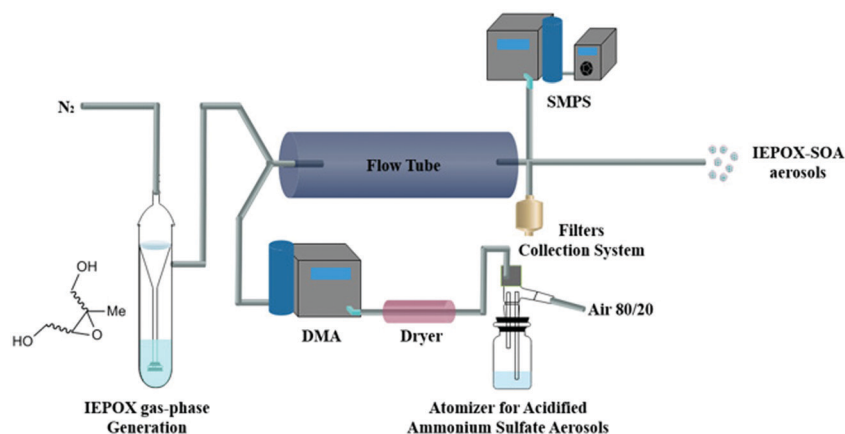 N₂
SMPS
Flow Tube
IEPOX-SOA
aerosols
Filters
Collection System
OH
Me
HO
O
DMA
Dryer
Air 80/20
IEPOX gas-phase
Generation
Atomizer for Acidified
Ammonium Sulfate Aerosols